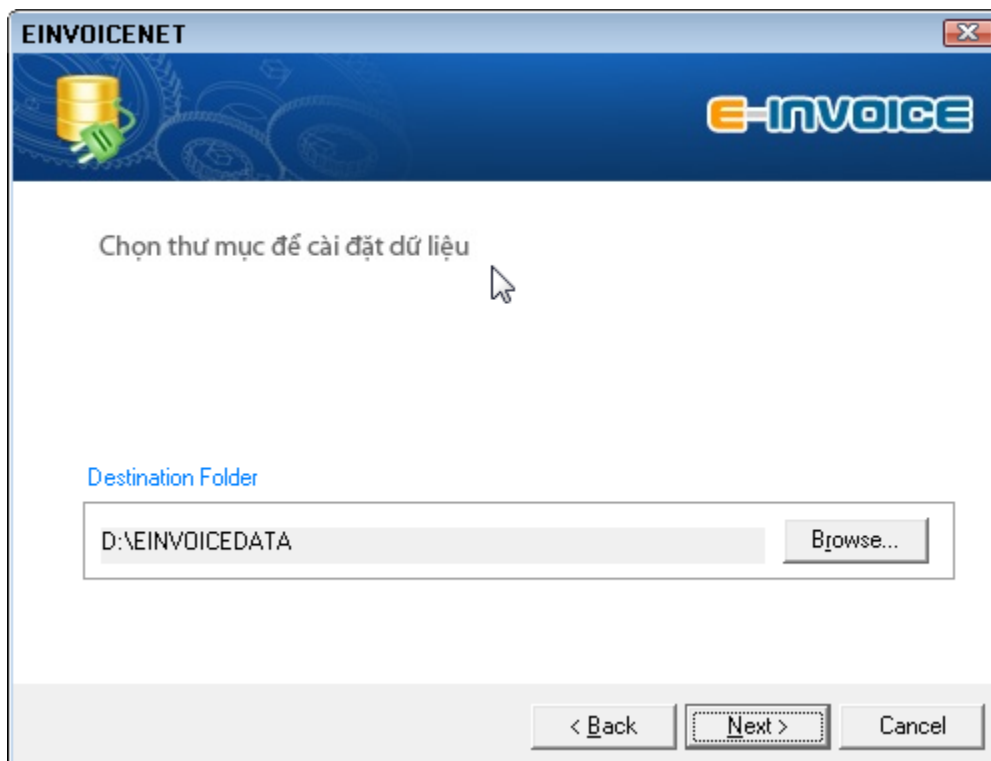 EINVOICENET
E-INVOICE
Chọn thư mục để cài đặt dữ liệu
Destination Folder
D:\EINVOICEDATA
Browse...
< Back
Next >
Cancel